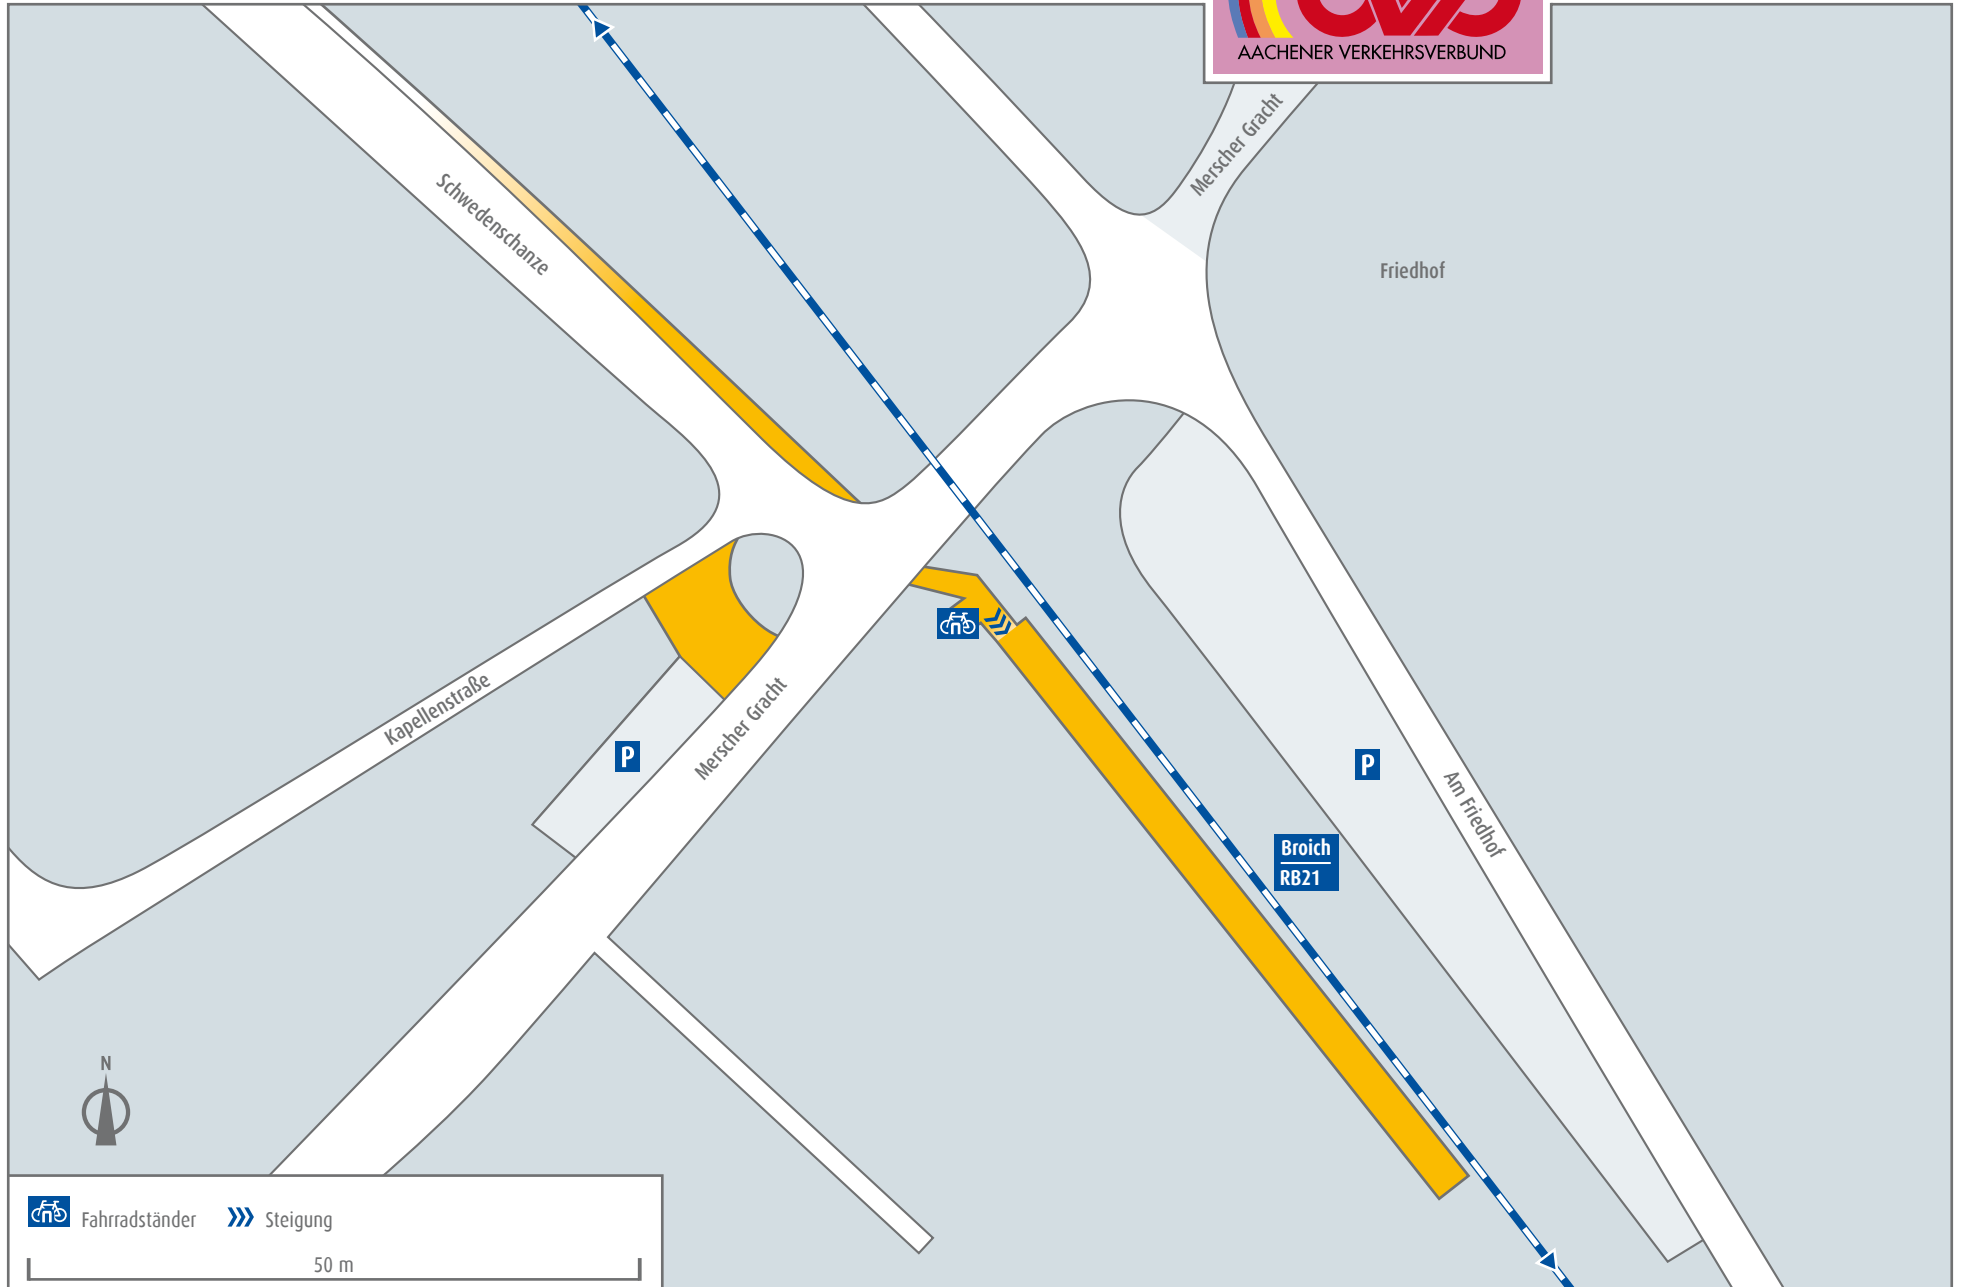 AACHENER VERKEHRSVERBUND
Merscher Gracht
Schwedenschanze
Friedhof
Kapellenstraße
Merscher Gracht
P
P
Am Friedhof
Broich
RB21
N
Fahrradständer
Steigung
50 m